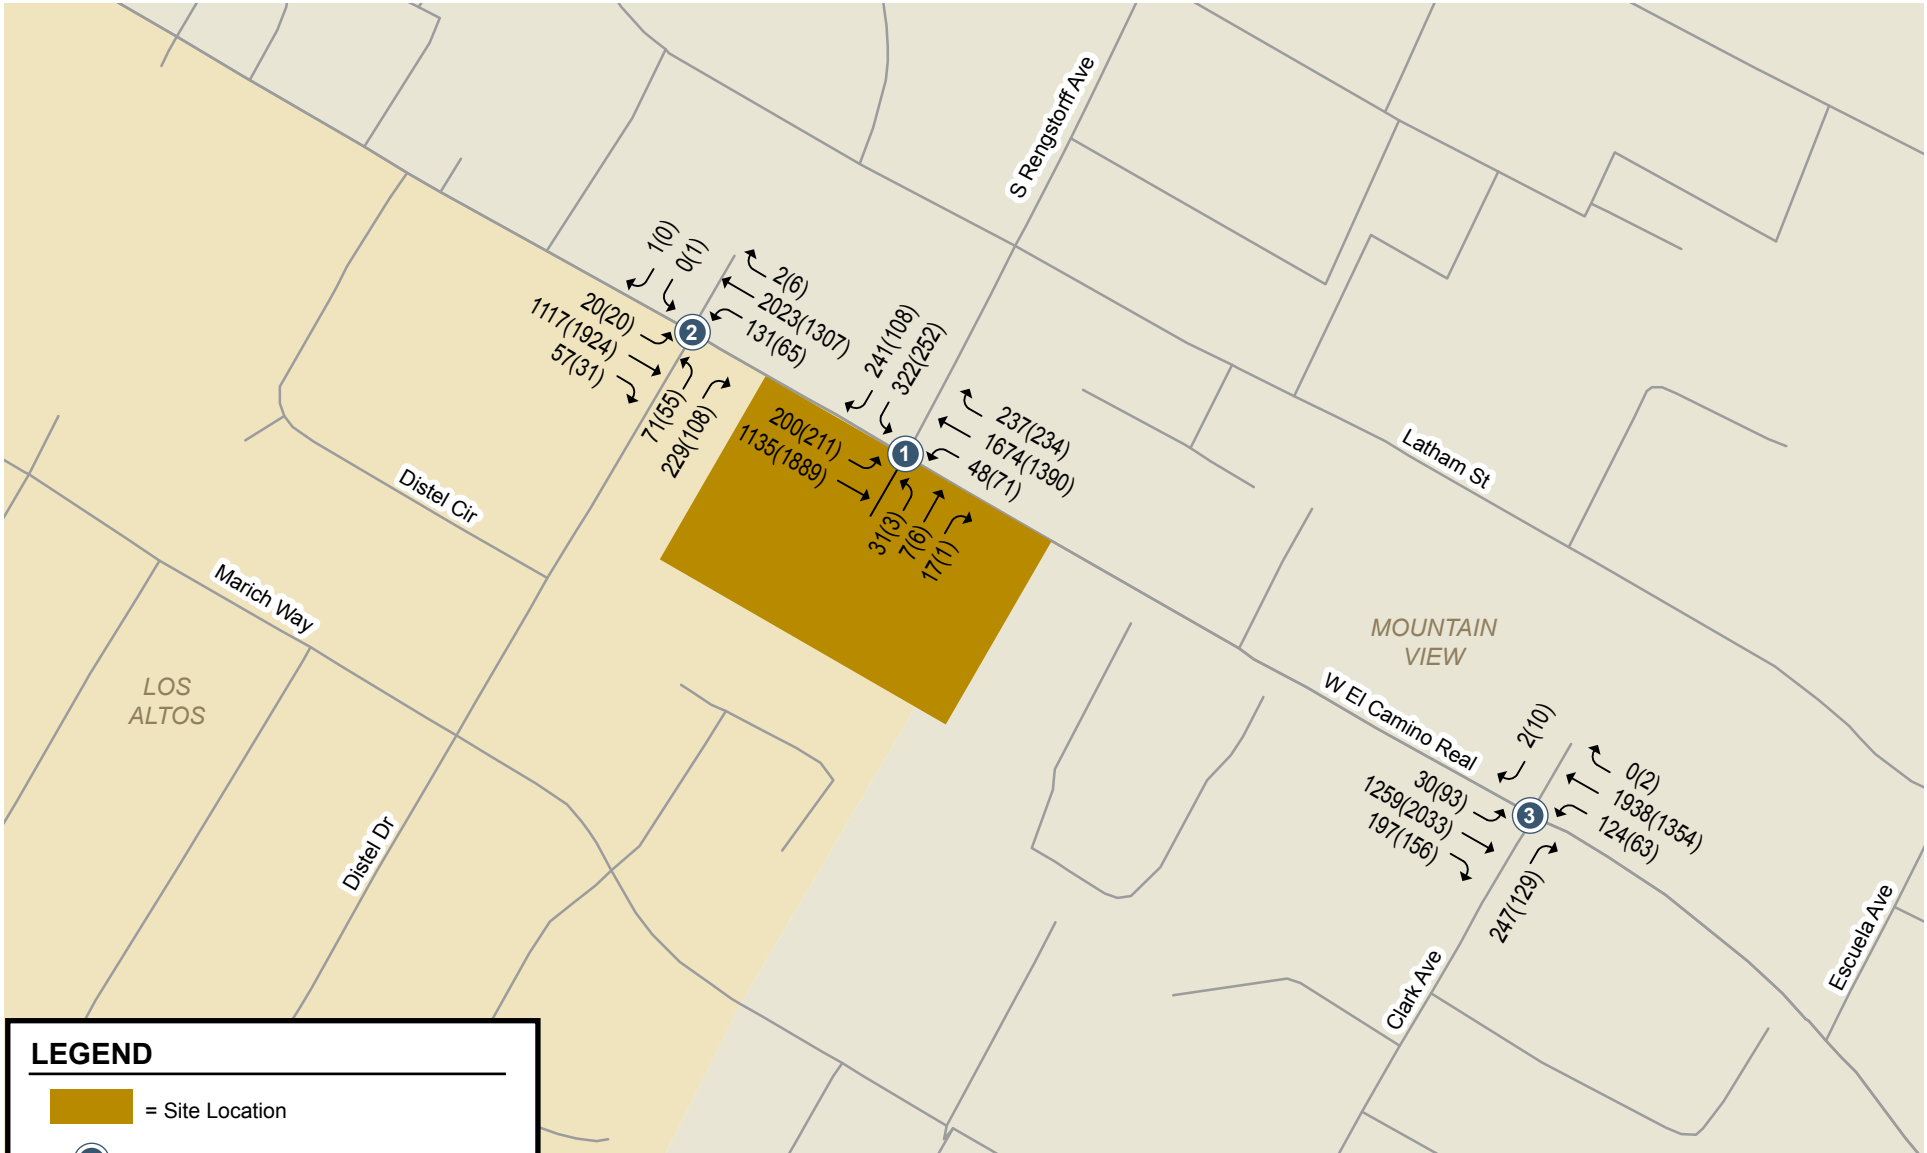 S Rengstorff Ave
1(0)
0(1)
2(6)
2023(1307)
131(65)
20(20)
1117(1924)
57(31)
2
71(55)
229(108)
241(108)
322(252)
237(234)
1674(1390)
48(71)
200(211)
1135(1889)
1
31(3)
7(6)
17(1)
Latham St
Distel Cir
Marich Way
LOS
ALTOS
MOUNTAIN
VIEW
W El Camino Real
2(10)
0(2)
1938(1354)
124(63)
30(93)
1259(2033)
197(156)
3
247(129)
Distel Dr
Clark Ave
Escuela Ave
LEGEND
= Site Location